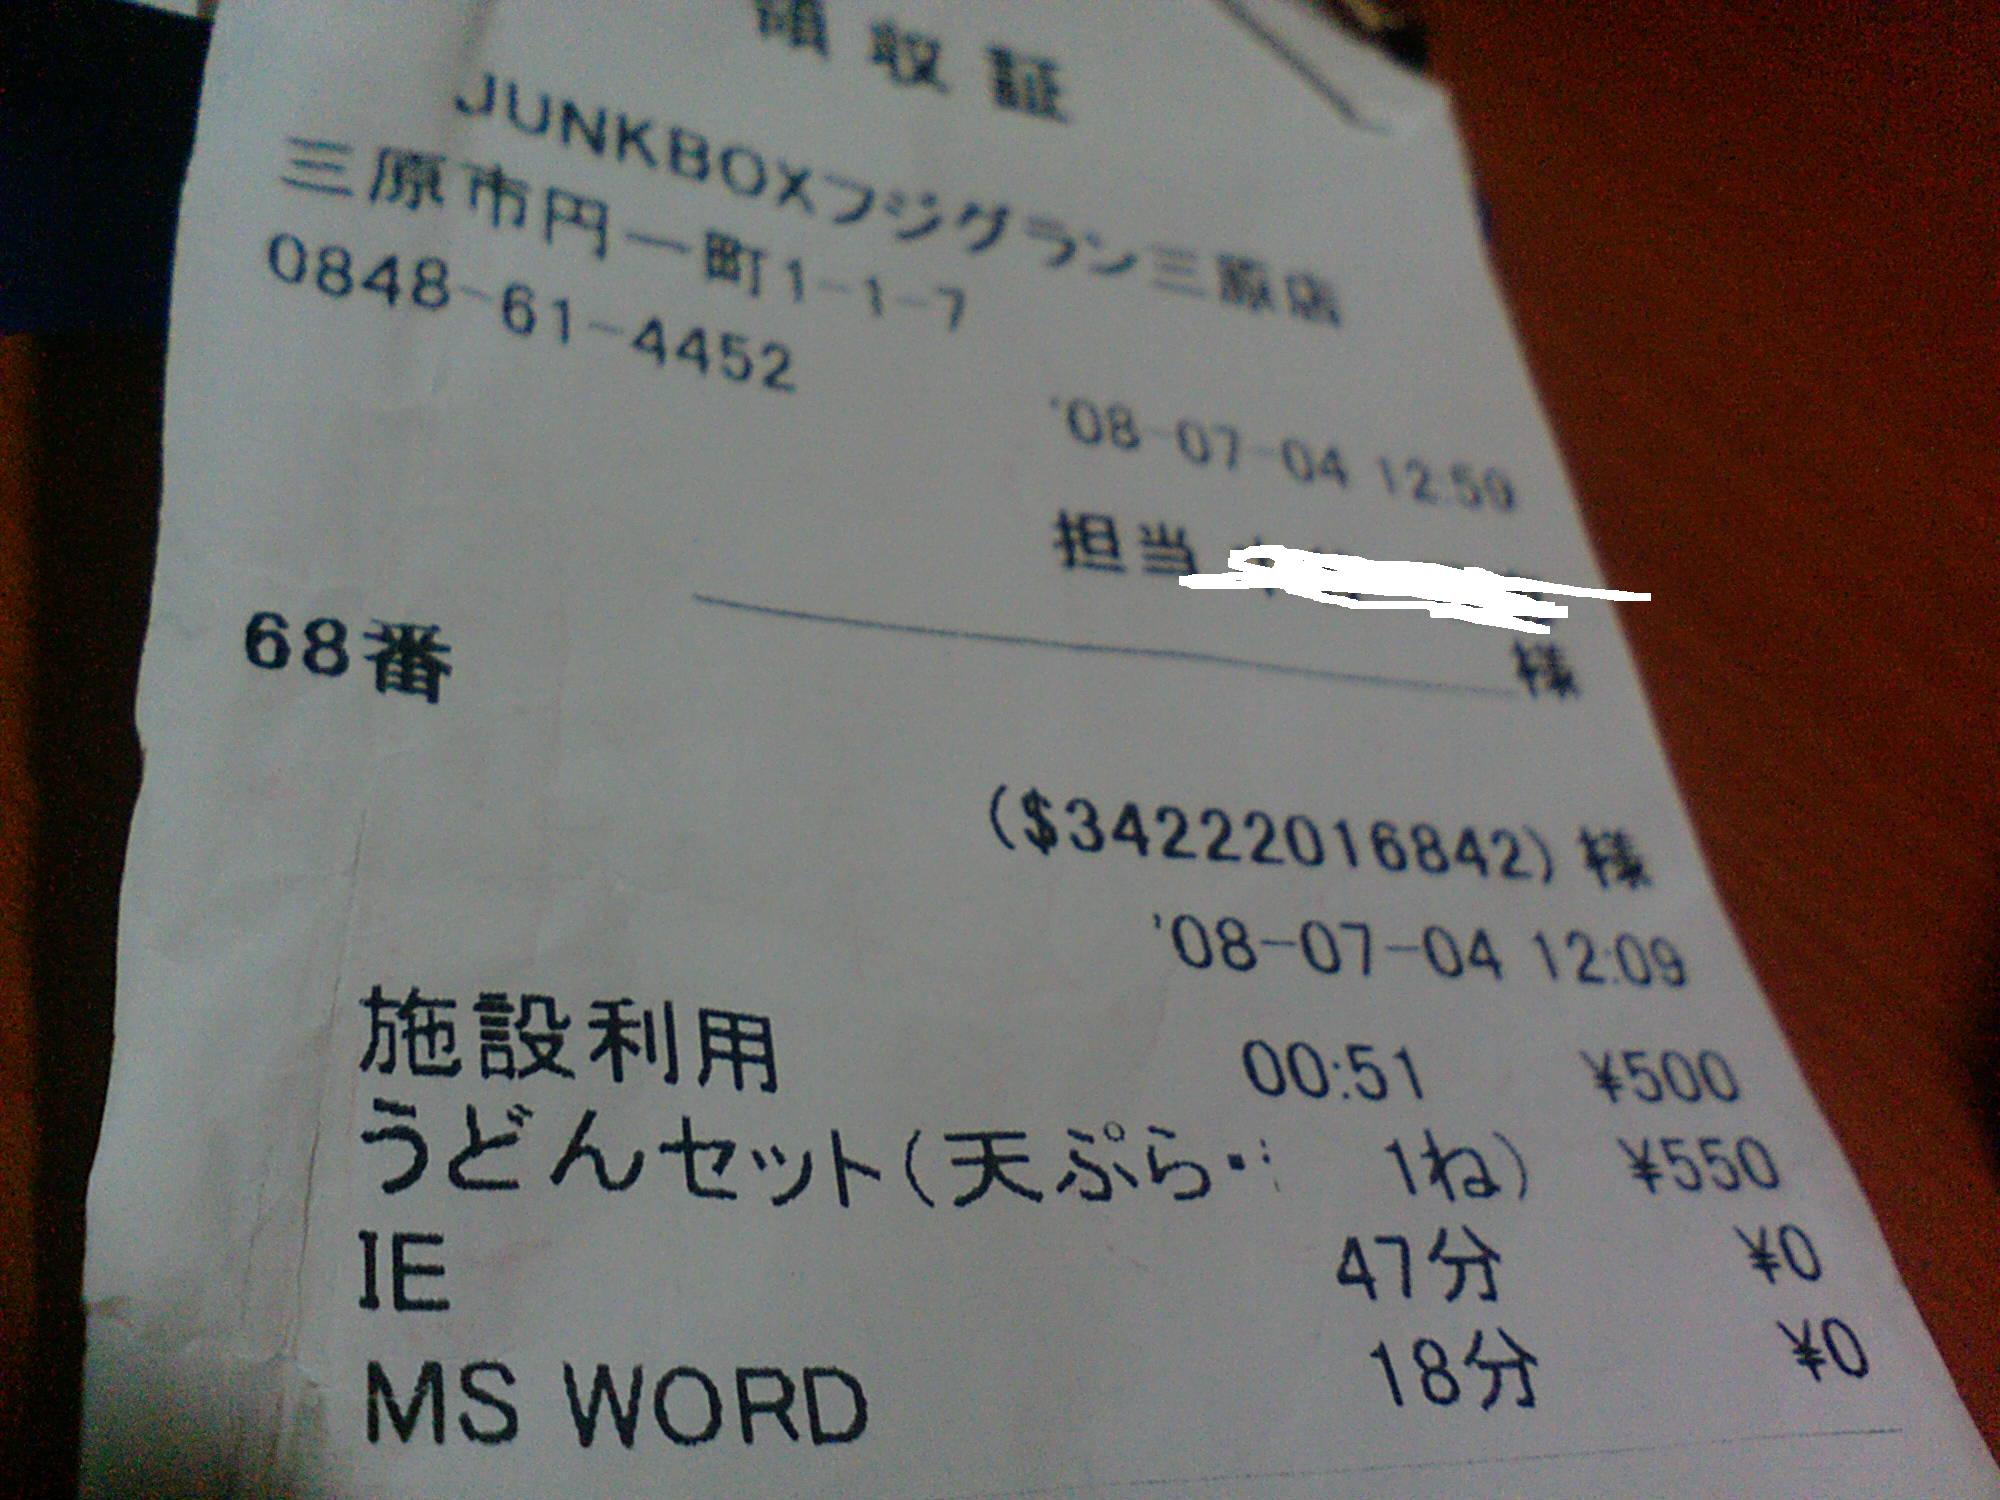 領収証
JUNKBOXフジグラン三原店
三原市円一町1-1-7
0848-61-4452
'08-07-04 12:59
担当
様
68番
($34222016842) 様
'08-07-04 12:09
施設利用 00:51 ¥500
うどんセット(天ぷら・ 1ね) ¥550
IE 47分 ¥0
MS WORD 18分 ¥0